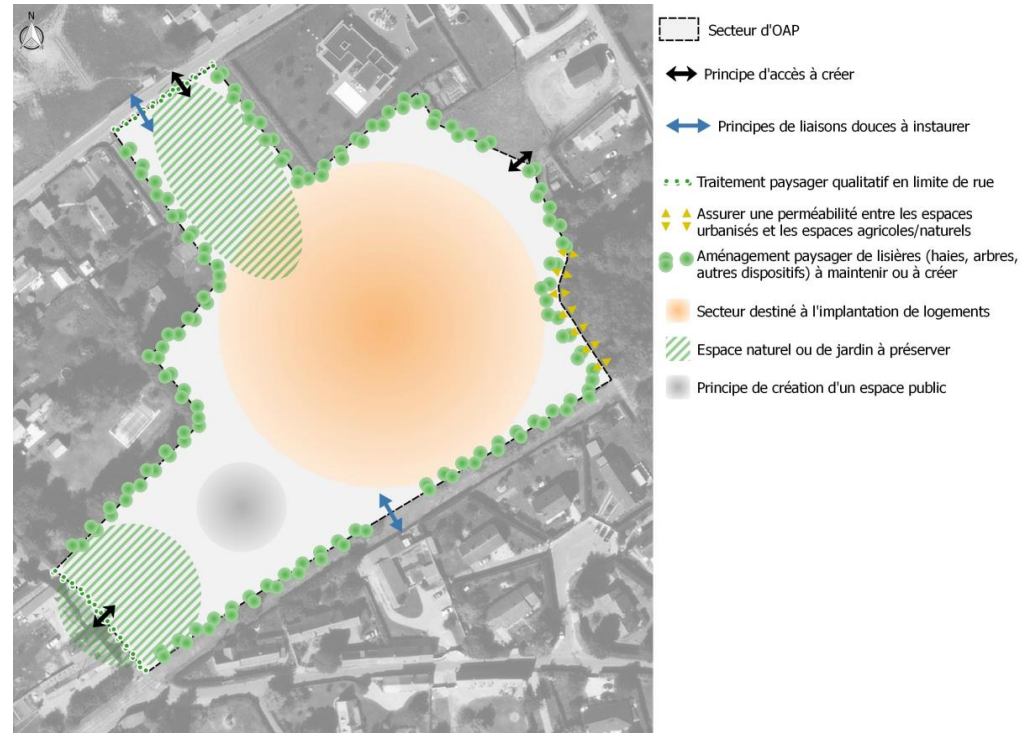 N
Secteur d'OAP
Principe d'accès à créer
Principes de liaisons douces à instaurer
Traitement paysager qualitatif en limite de rue
Assurer une perméabilité entre les espaces
urbanisés et les espaces agricoles/naturels
Aménagement paysager de lisières (haies, arbres,
autres dispositifs) à maintenir ou à créer
Secteur destiné à l'implantation de logements
Espace naturel ou de jardin à préserver
Principe de création d'un espace public